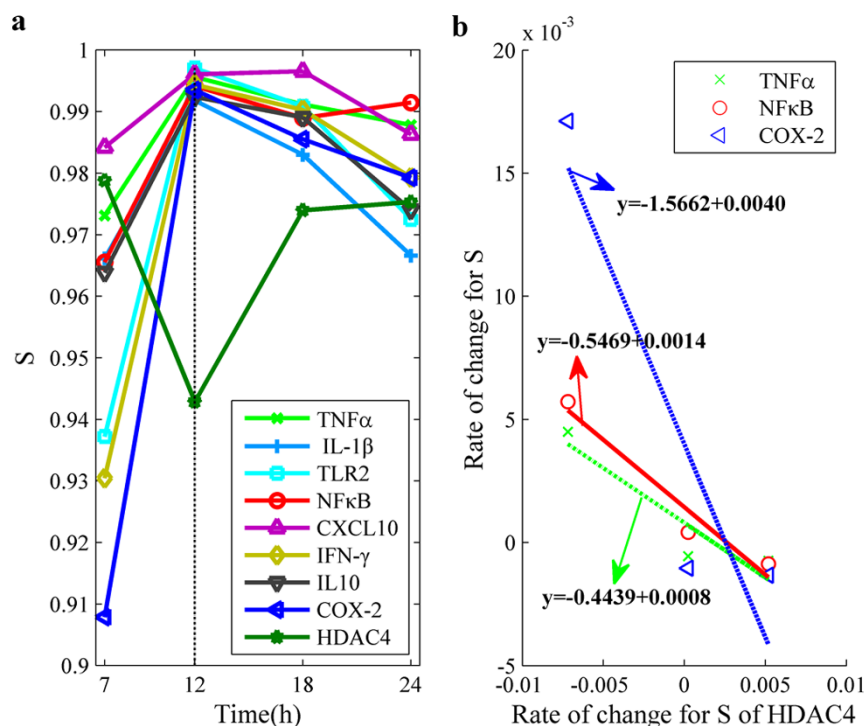 a
1
0.99
0.98
0.97
0.96
0.95
0.94
0.93
0.92
0.91
0.9
S
7
12
18
24
Time(h)
TNFα
IL-1β
TLR2
NFκB
CXCL10
IFN-γ
IL10
COX-2
HDAC4
b
x 10⁻³
20
15
10
5
0
-5
Rate of change for S
-0.01
-0.005
0
0.005
0.01
Rate of change for S of HDAC4
TNFα
NFκB
COX-2
y=-1.5662+0.0040
y=-0.5469+0.0014
y=-0.4439+0.0008